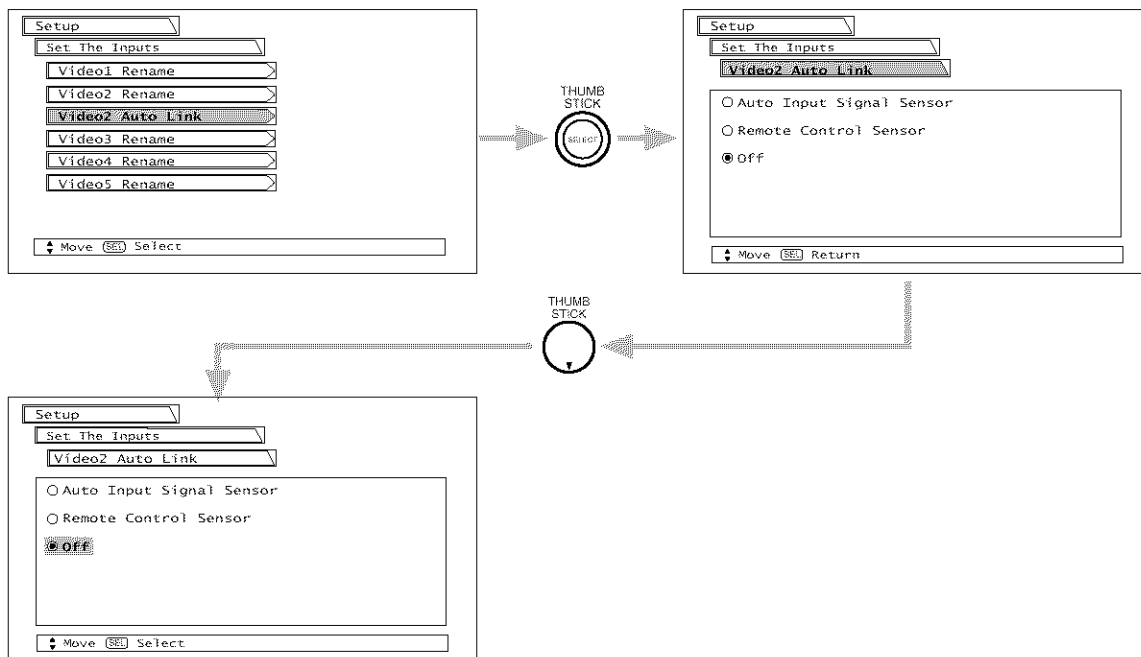 Setup
Set The Inputs
Video1 Rename
Video2 Rename
Video2 Auto Link
Video3 Rename
Video4 Rename
Video5 Rename
Move SEL Select
THUMB
STICK
SELECT
Setup
Set The Inputs
Video2 Auto Link
Auto Input Signal Sensor
Remote Control Sensor
Off
Move SEL Return
THUMB
STICK
Setup
Set The Inputs
Video2 Auto Link
Auto Input Signal Sensor
Remote Control Sensor
Off
Move SEL Select